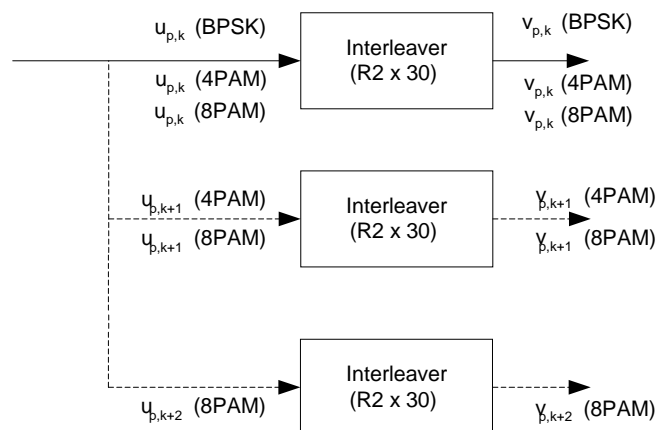 u_{p,k} (BPSK)
Interleaver
(R2 x 30)
v_{p,k} (BPSK)
u_{p,k} (4PAM)
u_{p,k} (8PAM)
v_{p,k} (4PAM)
v_{p,k} (8PAM)
u_{p,k+1} (4PAM)
u_{p,k+1} (8PAM)
Interleaver
(R2 x 30)
v_{p,k+1} (4PAM)
v_{p,k+1} (8PAM)
Interleaver
(R2 x 30)
u_{p,k+2} (8PAM)
v_{p,k+2} (8PAM)